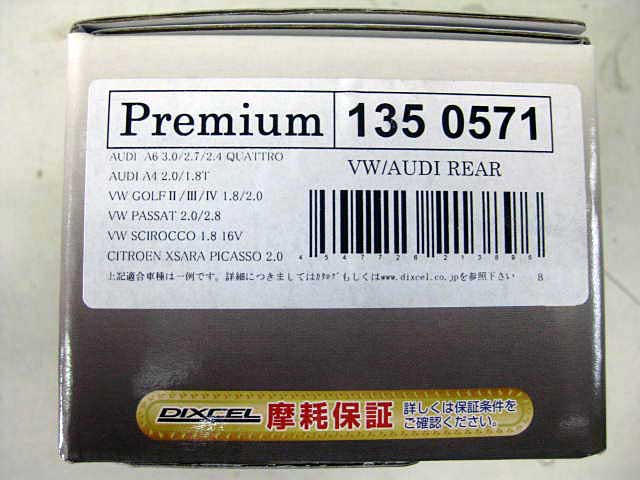 Premium 135 0571
AUDI A6 3.0/2.7/2.4 QUATTRO
AUDI A4 2.0/1.8T
VW GOLFⅡ/Ⅲ/Ⅳ 1.8/2.0
VW PASSAT 2.0/2.8
VW SCIROCCO 1.8 16V
CITROEN XSARA PICASSO 2.0
VW/AUDI REAR
上記適合車種は一例です。詳細につきましてはｶﾀﾛｸﾞもしくはwww.dixcel.co.jpを参照下さい 8
DIXCEL 摩耗保証 詳しくは保証条件を
ご確認ください。